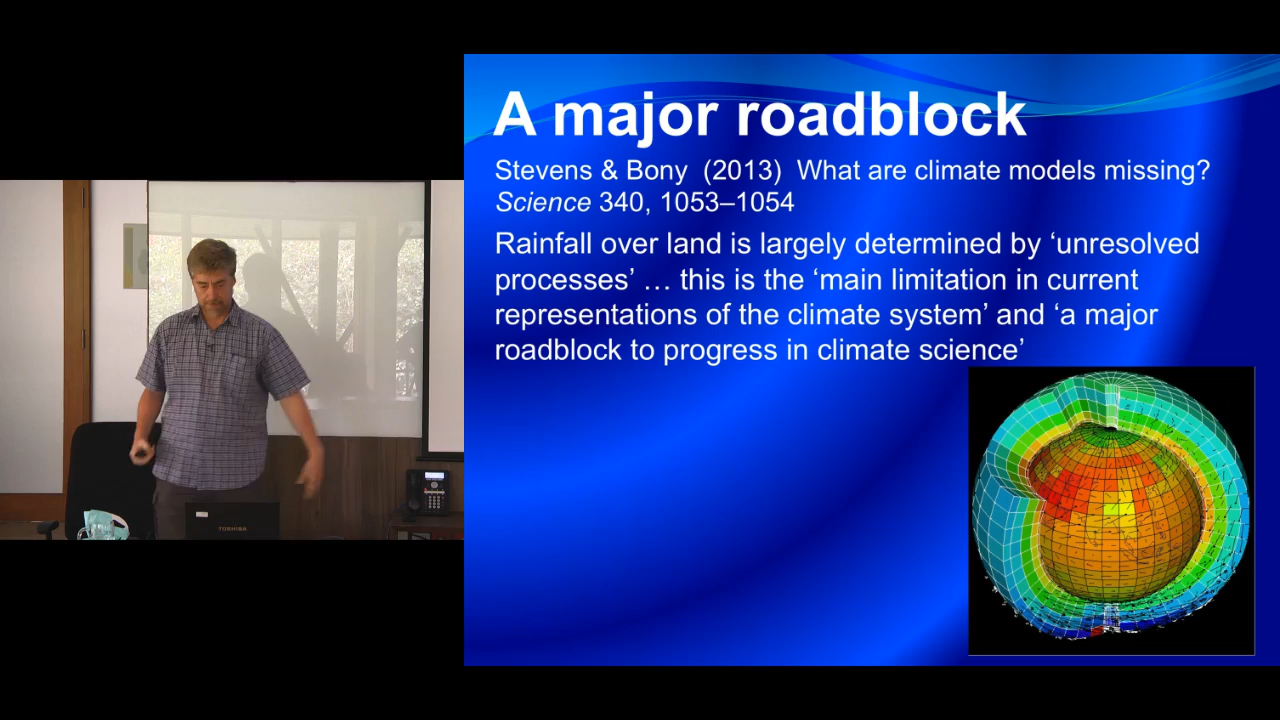 A major roadblock
Stevens & Bony (2013) What are climate models missing?
Science 340, 1053–1054
Rainfall over land is largely determined by ‘unresolved
processes’ … this is the ‘main limitation in current
representations of the climate system’ and ‘a major
roadblock to progress in climate science’
TOSHIBA